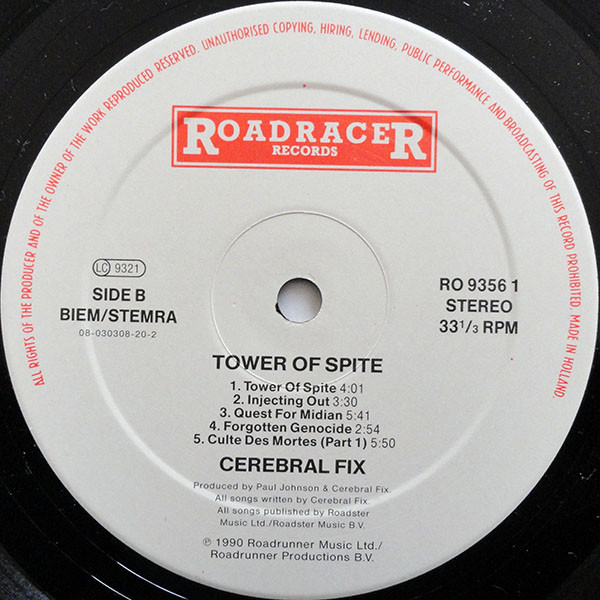 ALL RIGHTS OF THE PRODUCER AND OF THE OWNER OF THE WORK REPRODUCED RESERVED. UNAUTHORISED COPYING, HIRING, LENDING, PUBLIC PERFORMANCE AND BROADCASTING OF THIS RECORD PROHIBITED. MADE IN HOLLAND.
ROADRACER
RECORDS
LC 9321
SIDE B
BIEM/STEMRA
08-030308-20-2
RO 9356 1
STEREO
33 1/3 RPM
TOWER OF SPITE
1. Tower Of Spite 4:01
2. Injecting Out 3:30
3. Quest For Midian 5:41
4. Forgotten Genocide 2:54
5. Culte Des Mortes (Part 1) 5:50
CEREBRAL FIX
Produced by Paul Johnson & Cerebral Fix.
All songs written by Cerebral Fix.
All songs published by Roadster
Music Ltd./Roadster Music B.V.
℗ 1990 Roadrunner Music Ltd./
Roadrunner Productions B.V.